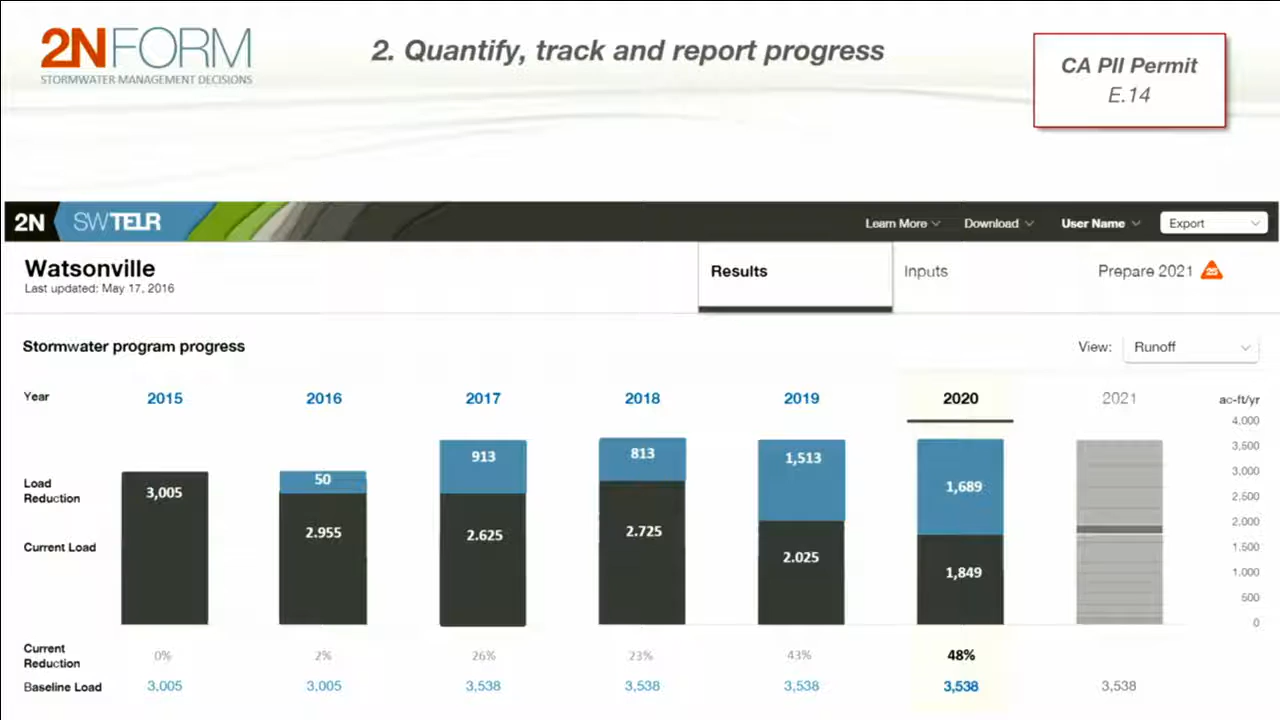 2NFORM
STORMWATER MANAGEMENT DECISIONS
2. Quantify, track and report progress
CA PII Permit
E.14
2N SWTELR
Learn More
Download
User Name
Export
Watsonville
Last updated: May 17, 2016
Results
Inputs
Prepare 2021
Stormwater program progress
View: Runoff
Year 2015 2016 2017 2018 2019 2020 2021 ac-ft/yr
4,000
3,500
3,000
2,500
2,000
1,500
1,000
500
0
Load
Reduction
50 913 813 1,513 1,689
Current Load
3,005 2.955 2.625 2.725 2.025 1,849
Current
Reduction
0% 2% 26% 23% 43% 48%
Baseline Load 3,005 3,005 3,538 3,538 3,538 3,538 3,538